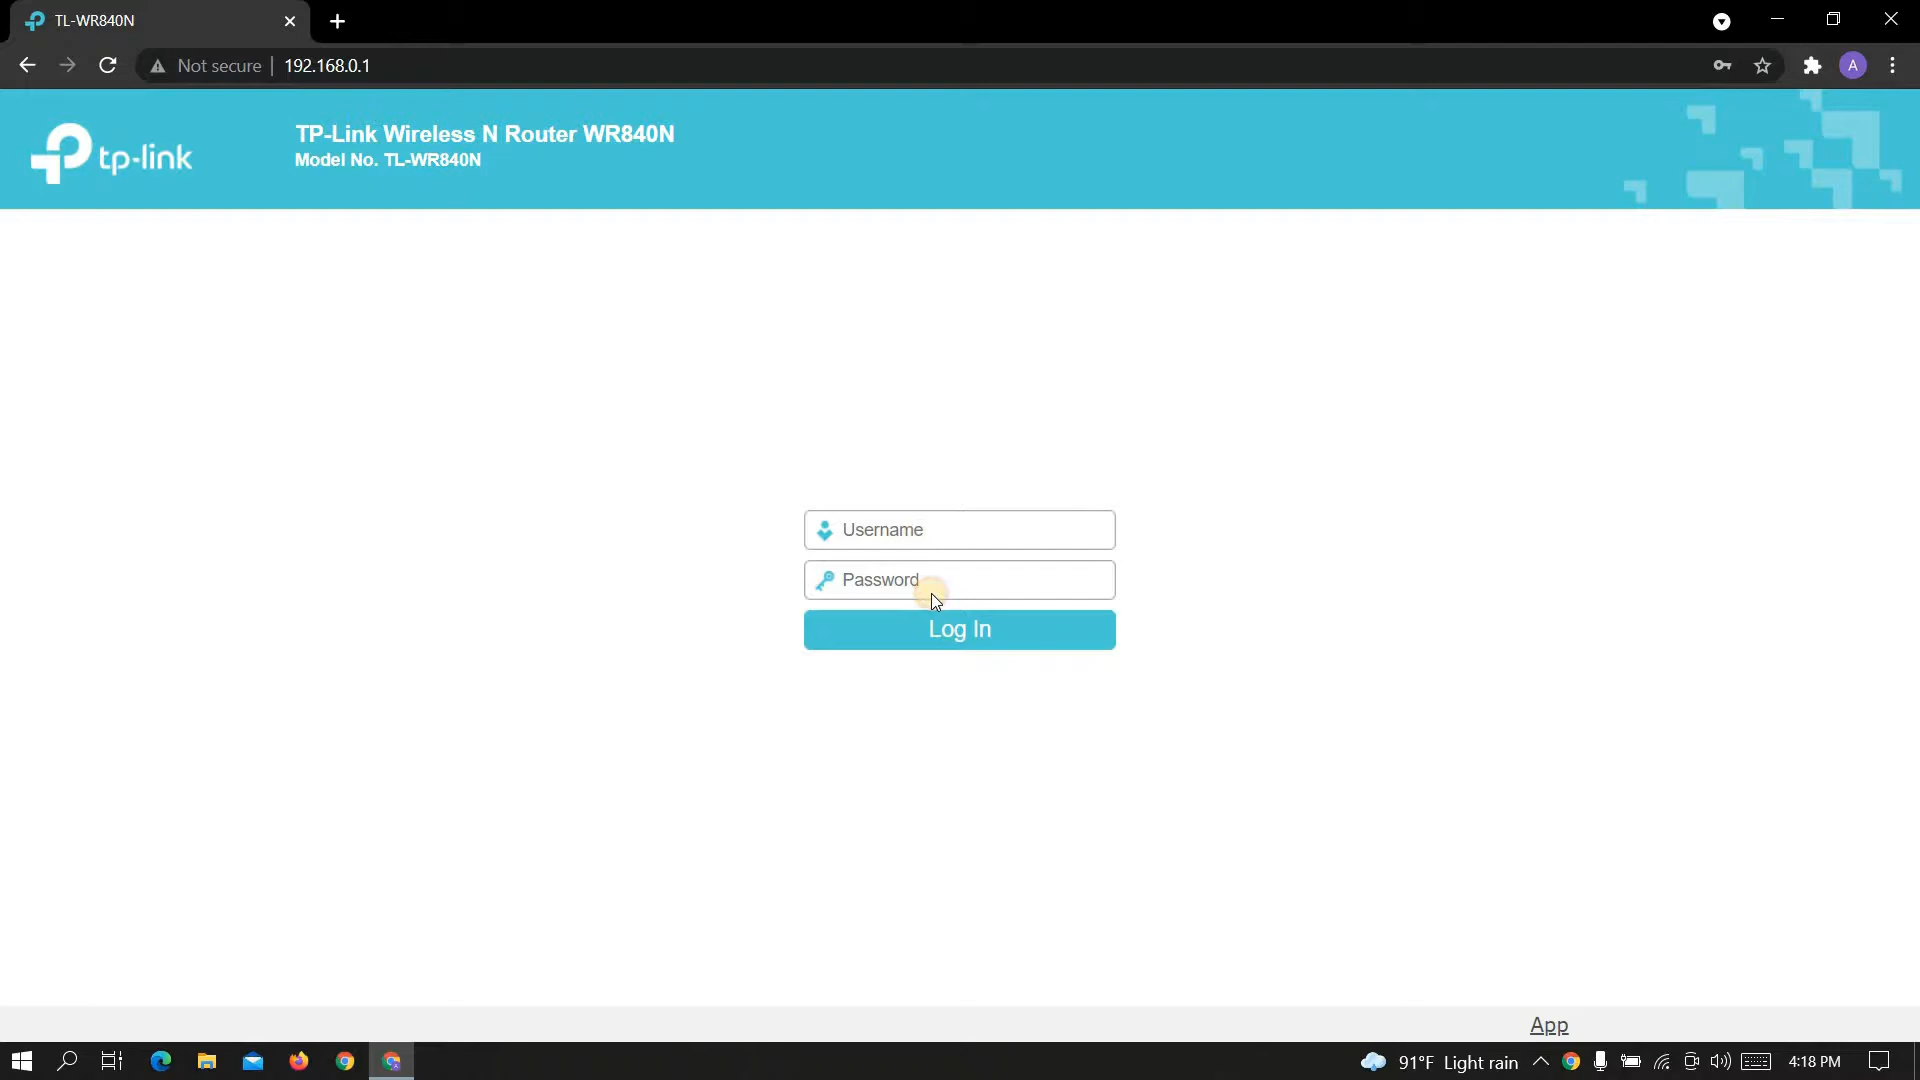 TL-WR840N
Not secure
192.168.0.1
A
tp-link
TP-Link Wireless N Router WR840N
Model No. TL-WR840N
Username
Password
Log In
App
91°F Light rain
4:18 PM